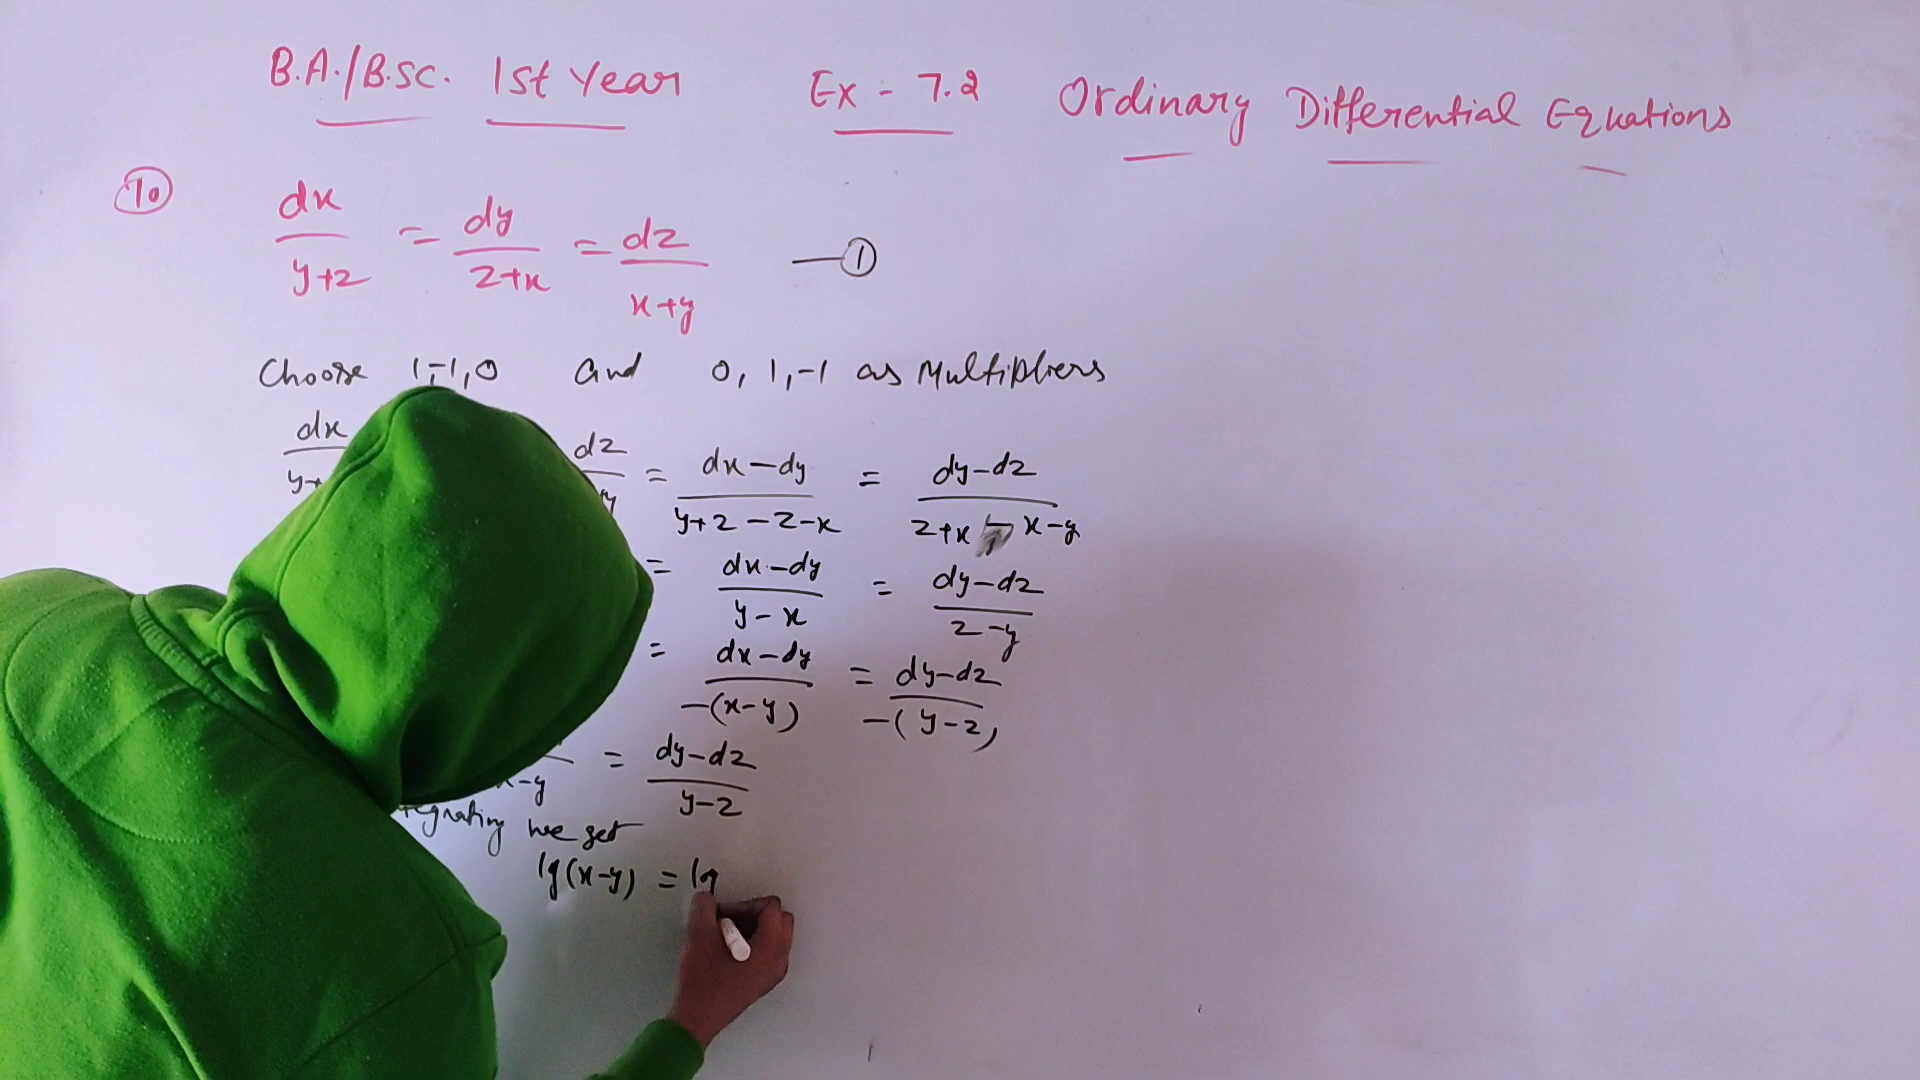 B.A./B.SC. 1st Year Ex - 7.2 Ordinary Differential Equations
10 dx/y+z = dy/z+x = dz/x+y — 1
Choose 1,-1,0 and 0, 1,-1 as Multipliers
dx/y+ dz/y = dx-dy/y+z-z-x = dy-dz/z+x-x-y
= dx-dy/y-x = dy-dz/z-y
= dx-dy/-(x-y) = dy-dz/-(y-z)
x-y = dy-dz/y-z
tegrating we get
lg(x-y) = log